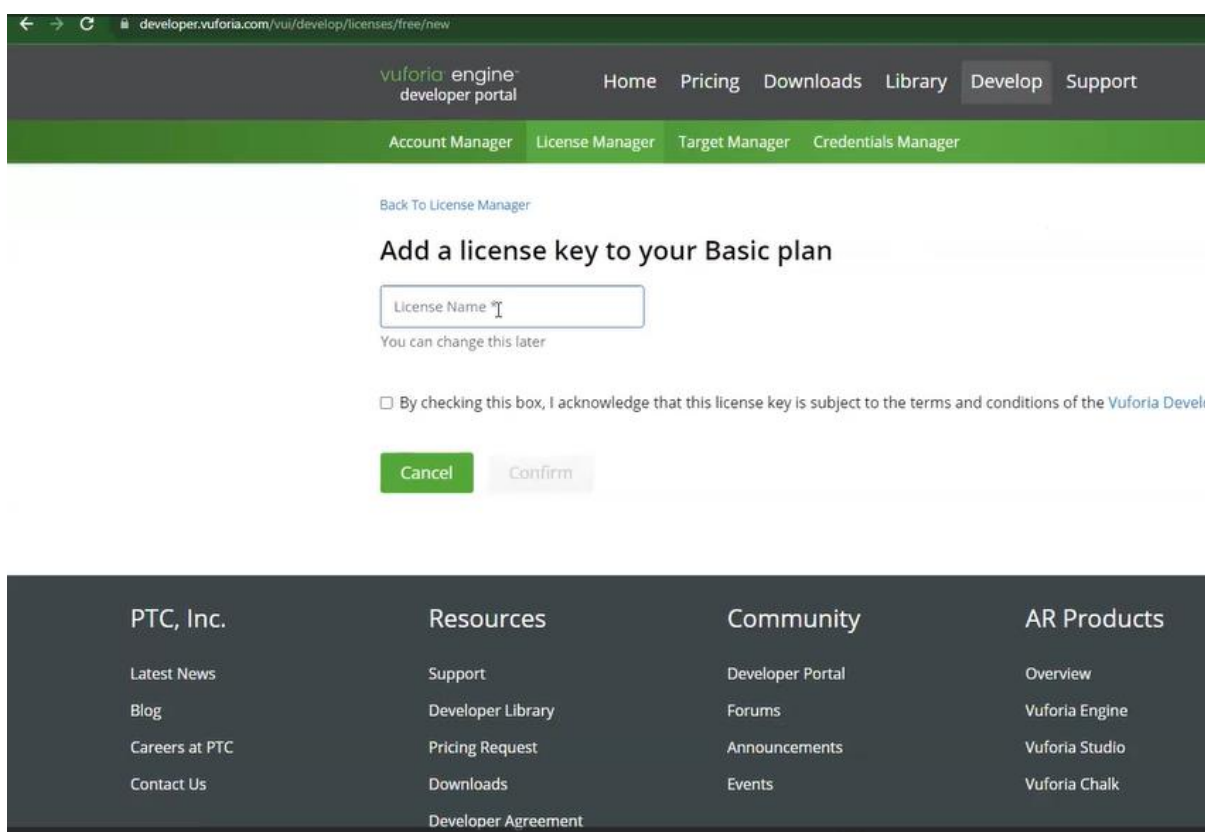 developer.vuforia.com/vui/develop/licenses/free/new
vuforia engine™
developer portal
Home Pricing Downloads Library Develop Support
Account Manager License Manager Target Manager Credentials Manager
Back To License Manager
Add a license key to your Basic plan
License Name *
You can change this later
By checking this box, I acknowledge that this license key is subject to the terms and conditions of the Vuforia
Cancel Confirm
PTC, Inc. Resources Community AR Products
Latest News Support Developer Portal Overview
Blog Developer Library Forums Vuforia Engine
Careers at PTC Pricing Request Announcements Vuforia Studio
Contact Us Downloads Events Vuforia Chalk
Developer Agreement